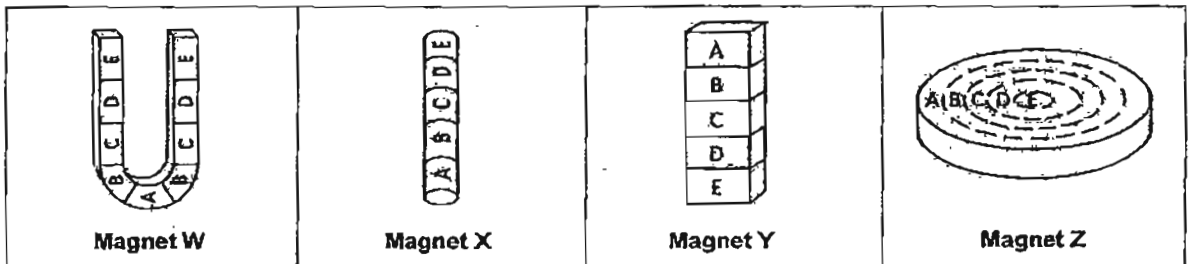 E E
D D
C C
B B
A
Magnet W
E
D
C
B
A
Magnet X
A
B
C
D
E
Magnet Y
A B C D E
Magnet Z